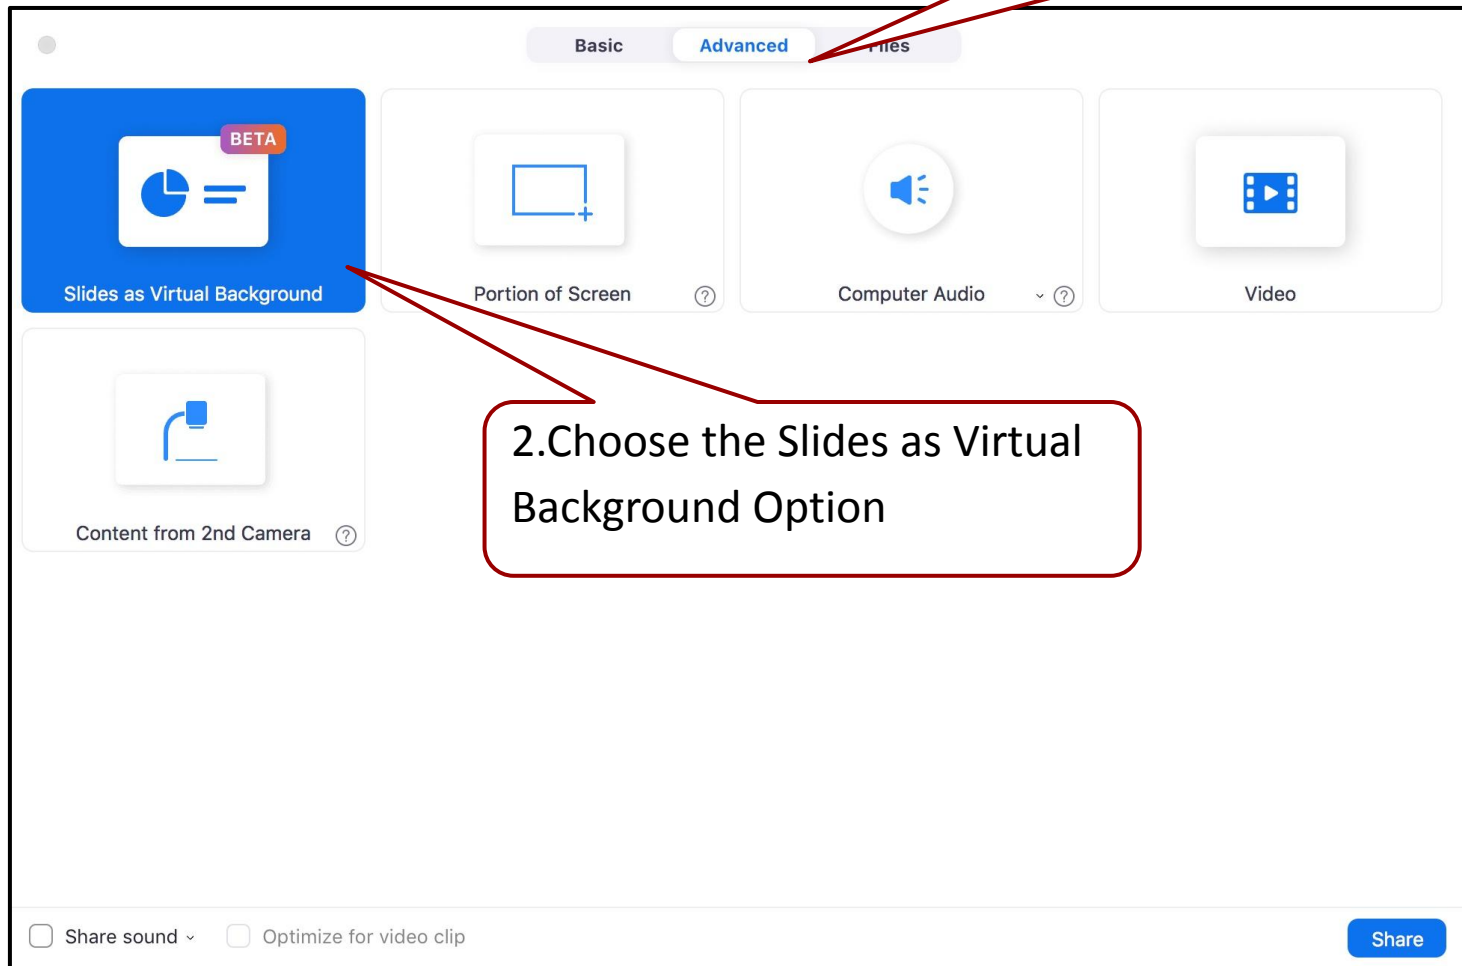 Basic Advanced Files
BETA
Slides as Virtual Background
Portion of Screen ?
Computer Audio ?
Video
Content from 2nd Camera ?
2.Choose the Slides as Virtual
Background Option
Share sound
Optimize for video clip
Share